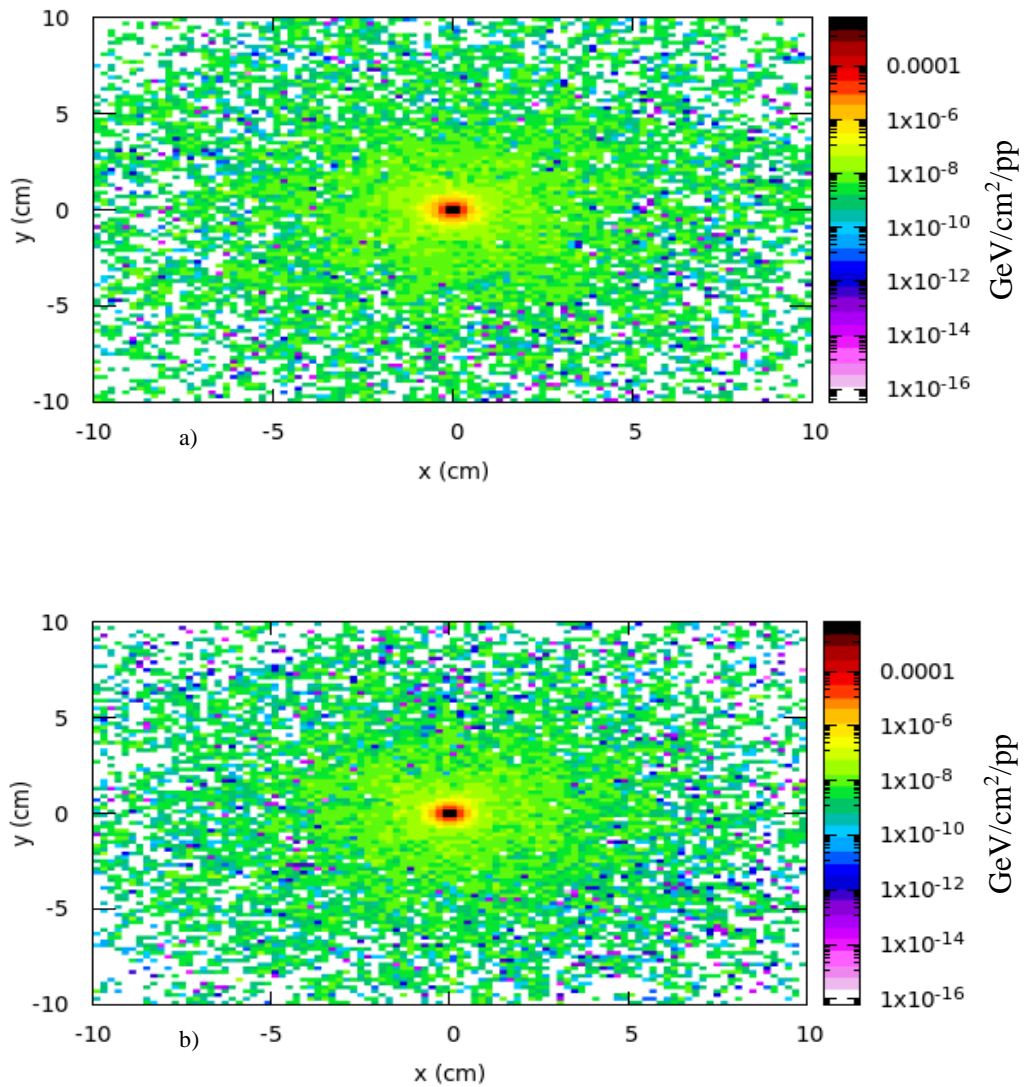 10
5
0
-5
-10
y (cm)
-10 -5 0 5 10
a)
x (cm)
0.0001
1x10⁻⁶
1x10⁻⁸
1x10⁻¹⁰
1x10⁻¹²
1x10⁻¹⁴
1x10⁻¹⁶
GeV/cm²/pp
10
5
0
-5
-10
y (cm)
-10 -5 0 5 10
b)
x (cm)
0.0001
1x10⁻⁶
1x10⁻⁸
1x10⁻¹⁰
1x10⁻¹²
1x10⁻¹⁴
1x10⁻¹⁶
GeV/cm²/pp